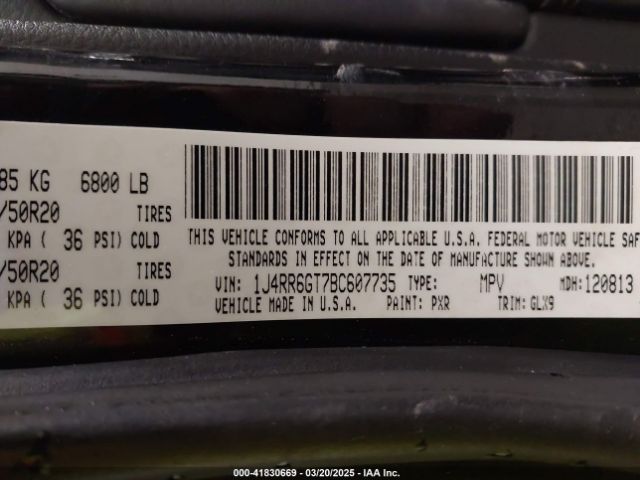 85 KG 6800 LB
/50R20 TIRES
KPA ( 36 PSI) COLD
/50R20 TIRES
KPA ( 36 PSI) COLD
THIS VEHICLE CONFORMS TO ALL APPLICABLE U.S.A. FEDERAL MOTOR VEHICLE SAF
STANDARDS IN EFFECT ON THE DATE OF MANUFACTURE SHOWN ABOVE.
VIN: 1J4RR6GT7BC607735 TYPE: MPV MDH:120813
VEHICLE MADE IN U.S.A. PAINT: PXR TRIM: GLX9
000-41830669 - 03/20/2025 - IAA Inc.